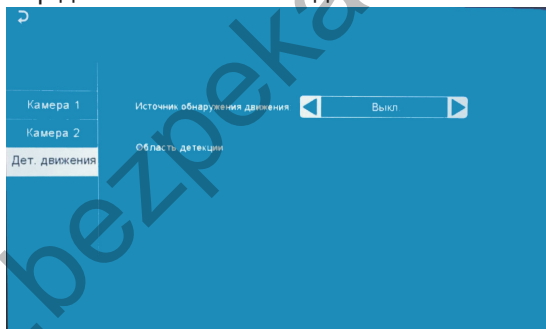 Камера 1
Источник обнаружения движения Выкл
Камера 2
Область детекции
Дет. движения
bezpeka